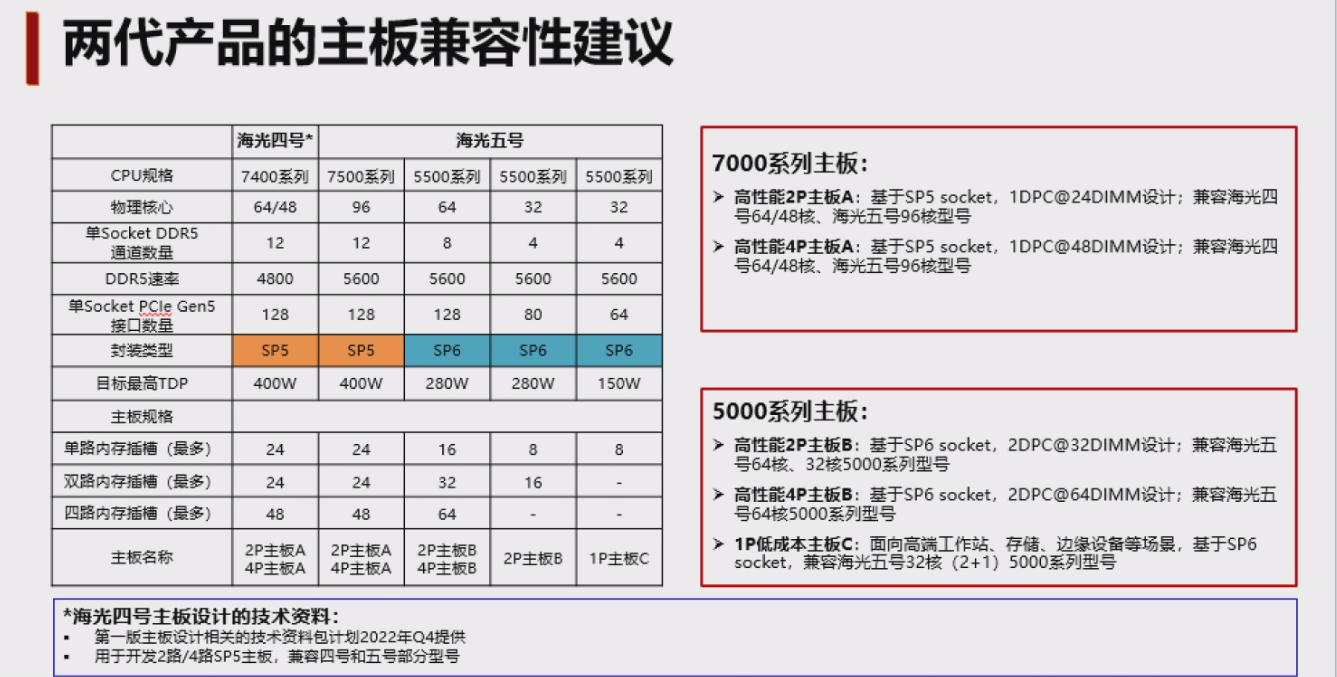 两代产品的主板兼容性建议
海光四号* 海光五号
CPU规格 7400系列 7500系列 5500系列 5500系列 5500系列
物理核心 64/48 96 64 32 32
单Socket DDR5
通道数量 12 12 8 4 4
DDR5速率 4800 5600 5600 5600 5600
单Socket PCIe Gen5
接口数量 128 128 128 80 64
封装类型 SP5 SP5 SP6 SP6 SP6
目标最高TDP 400W 400W 280W 280W 150W
主板规格
单路内存插槽（最多） 24 24 16 8 8
双路内存插槽（最多） 24 24 32 16 -
四路内存插槽（最多） 48 48 64 - -
主板名称 2P主板A 2P主板A 2P主板B 2P主板B 1P主板C
4P主板A 4P主板A 4P主板B
7000系列主板：
➢ 高性能2P主板A：基于SP5 socket，1DPC@24DIMM设计；兼容海光四
号64/48核、海光五号96核型号
➢ 高性能4P主板A：基于SP5 socket，1DPC@48DIMM设计；兼容海光四
号64/48核、海光五号96核型号
5000系列主板：
➢ 高性能2P主板B：基于SP6 socket，2DPC@32DIMM设计；兼容海光五
号64核、32核5000系列型号
➢ 高性能4P主板B：基于SP6 socket，2DPC@64DIMM设计；兼容海光五
号64核5000系列型号
➢ 1P低成本主板C：面向高端工作站、存储、边缘设备等场景，基于SP6
socket，兼容海光五号32核（2+1）5000系列型号
*海光四号主板设计的技术资料：
▪ 第一版主板设计相关的技术资料包计划2022年Q4提供
▪ 用于开发2路/4路SP5主板，兼容四号和五号部分型号